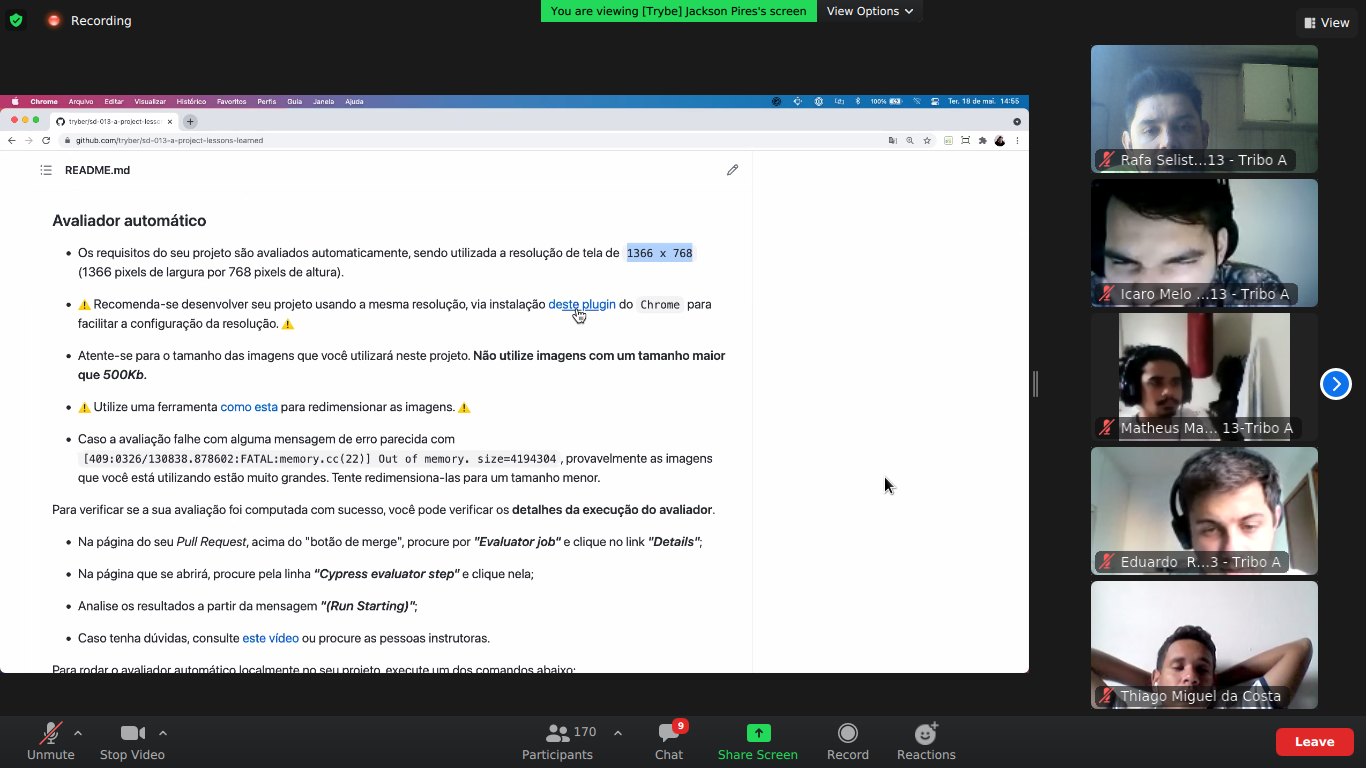 Recording
You are viewing [Trybe] Jackson Pires's screen
View Options
View
Chrome Arquivo Editar Visualizar Histórico Favoritos Perfis Guia Janela Ajuda
100% Ter. 18 de mai. 14:55
tryber/sd-013-a-project-lesso
github.com/tryber/sd-013-a-project-lessons-learned
README.md
Avaliador automático
Os requisitos do seu projeto são avaliados automaticamente, sendo utilizada a resolução de tela de 1366 x 768
(1366 pixels de largura por 768 pixels de altura).
⚠️ Recomenda-se desenvolver seu projeto usando a mesma resolução, via instalação deste plugin do Chrome para
facilitar a configuração da resolução. ⚠️
Atente-se para o tamanho das imagens que você utilizará neste projeto. Não utilize imagens com um tamanho maior
que 500Kb.
⚠️ Utilize uma ferramenta como esta para redimensionar as imagens. ⚠️
Caso a avaliação falhe com alguma mensagem de erro parecida com
[409:0326/130838.878602:FATAL:memory.cc(22)] Out of memory. size=4194304 , provavelmente as imagens
que você está utilizando estão muito grandes. Tente redimensiona-las para um tamanho menor.
Para verificar se a sua avaliação foi computada com sucesso, você pode verificar os detalhes da execução do avaliador.
Na página do seu Pull Request, acima do "botão de merge", procure por "Evaluator job" e clique no link "Details";
Na página que se abrirá, procure pela linha "Cypress evaluator step" e clique nela;
Analise os resultados a partir da mensagem "(Run Starting)";
Caso tenha dúvidas, consulte este vídeo ou procure as pessoas instrutoras.
Para rodar o avaliador automático localmente no seu projeto, execute um dos comandos abaixo:
Rafa Selist...13 - Tribo A
Icaro Melo ...13 - Tribo A
Matheus Ma... 13-Tribo A
Eduardo R...3 - Tribo A
Thiago Miguel da Costa
Unmute
Stop Video
170
Participants
9
Chat
Share Screen
Record
Reactions
Leave